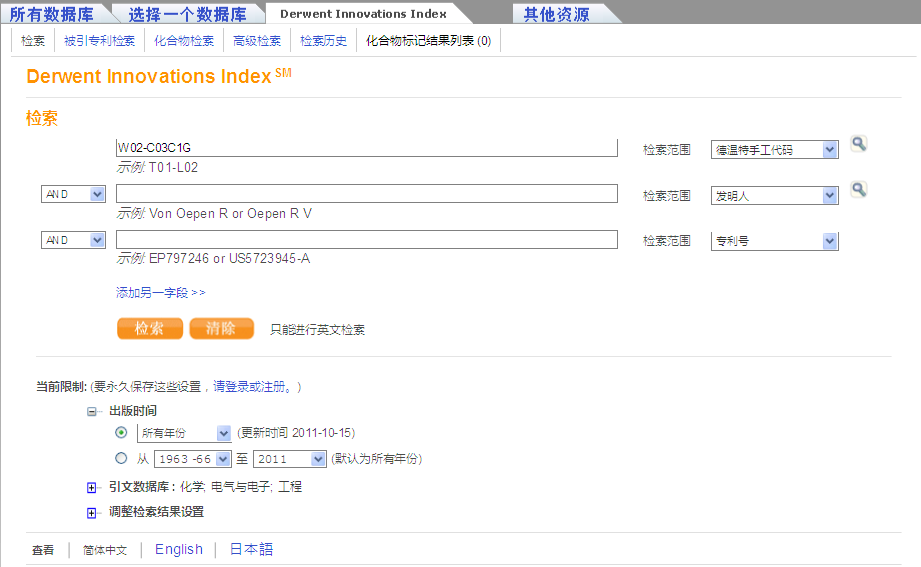 所有数据库 选择一个数据库 Derwent Innovations Index 其他资源
检索 被引专利检索 化合物检索 高级检索 检索历史 化合物标记结果列表 (0)
Derwent Innovations Index SM
检索
W02-C03C1G 检索范围 德温特手工代码
示例: T01-L02
AND 检索范围 发明人
示例: Von Oepen R or Oepen R V
AND 检索范围 专利号
示例: EP797246 or US5723945-A
添加另一字段 >>
检索 清除 只能进行英文检索
当前限制: (要永久保存这些设置，请登录或注册。)
出版时间
所有年份 (更新时间 2011-10-15)
从 1963 -66 至 2011 (默认为所有年份)
引文数据库：化学; 电气与电子; 工程
调整检索结果设置
查看 简体中文 English 日本語